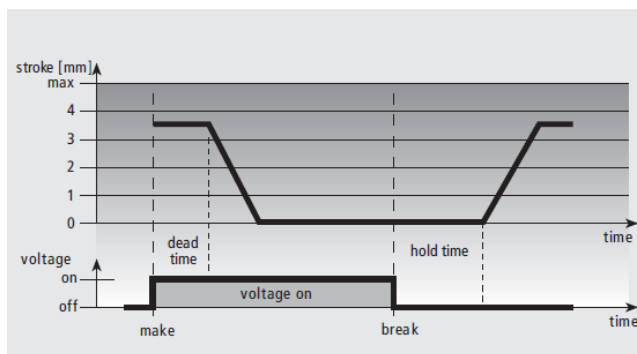 stroke [mm]
max
4
3
2
1
0
time
dead
time
hold time
voltage
on
voltage on
off
time
make
break